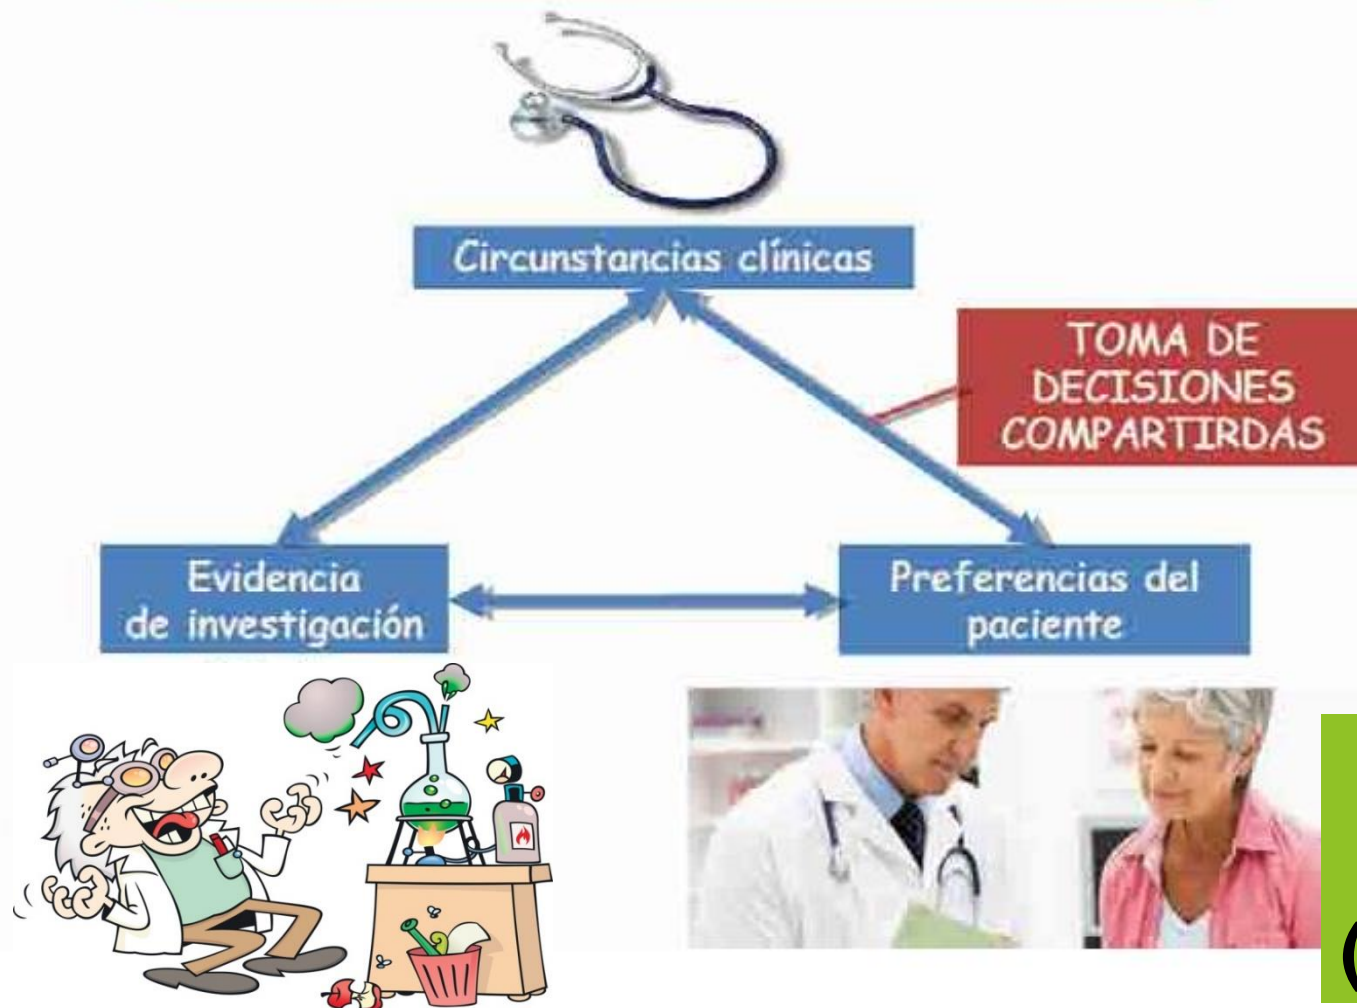 Circunstancias clínicas
TOMA DE
DECISIONES
COMPARTIRDAS
Evidencia
de investigación
Preferencias del
paciente